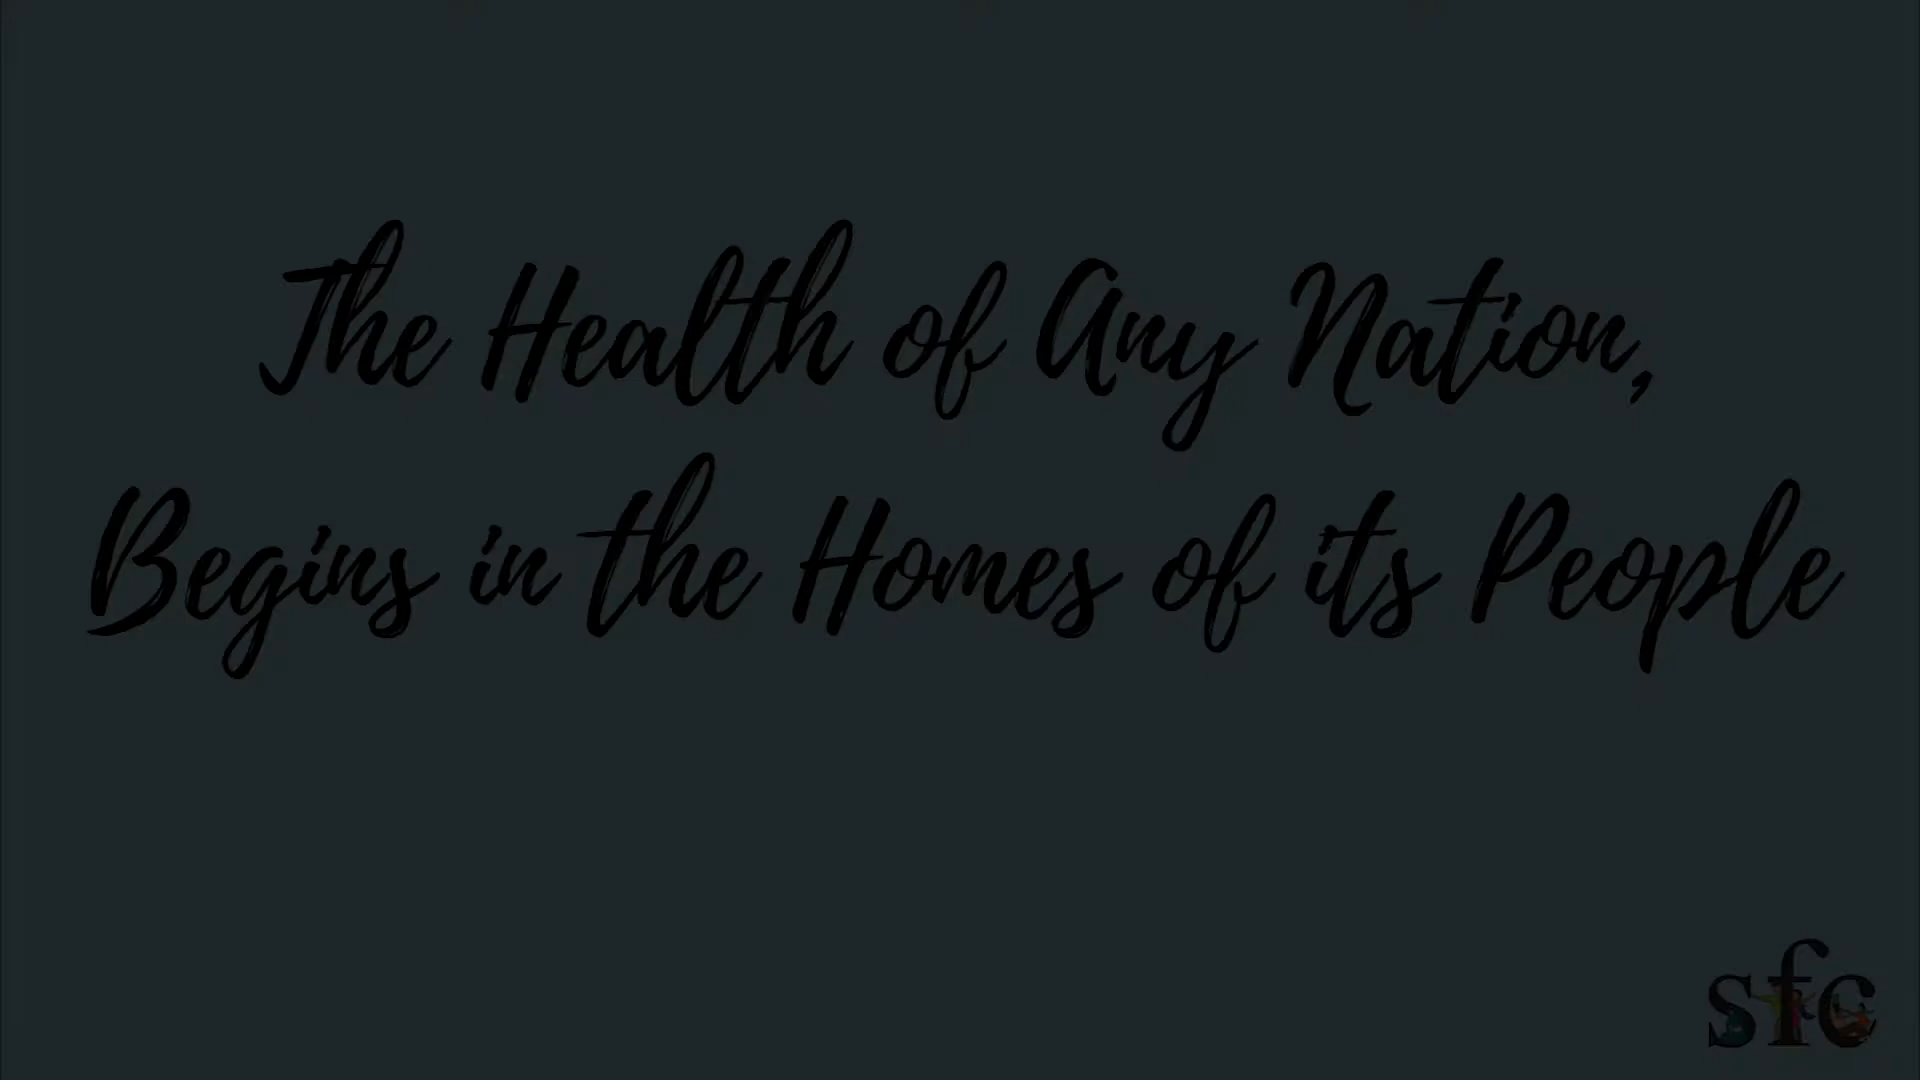 The Health of Any Nation,
Begins in the Homes of its People
sfc